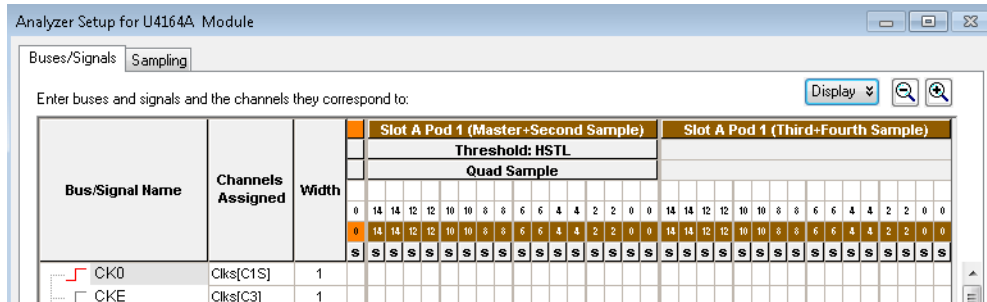 Analyzer Setup for U4164A Module
Buses/Signals Sampling
Display
Enter buses and signals and the channels they correspond to:
Slot A Pod 1 (Master+Second Sample) Slot A Pod 1 (Third+Fourth Sample)
Threshold: HSTL
Quad Sample
Bus/Signal Name Channels Assigned Width
0 14 14 12 12 10 10 8 8 6 6 4 4 2 2 0 0 14 14 12 12 10 10 8 8 6 6 4 4 2 2 0 0
0 14 14 12 12 10 10 8 8 6 6 4 4 2 2 0 0 14 14 12 12 10 10 8 8 6 6 4 4 2 2 0 0
S S S S S S S S S S S S S S S S S S S S S S S S S S S S S S S S S
CK0 Clks[C1S] 1
CKE Clks[C3] 1